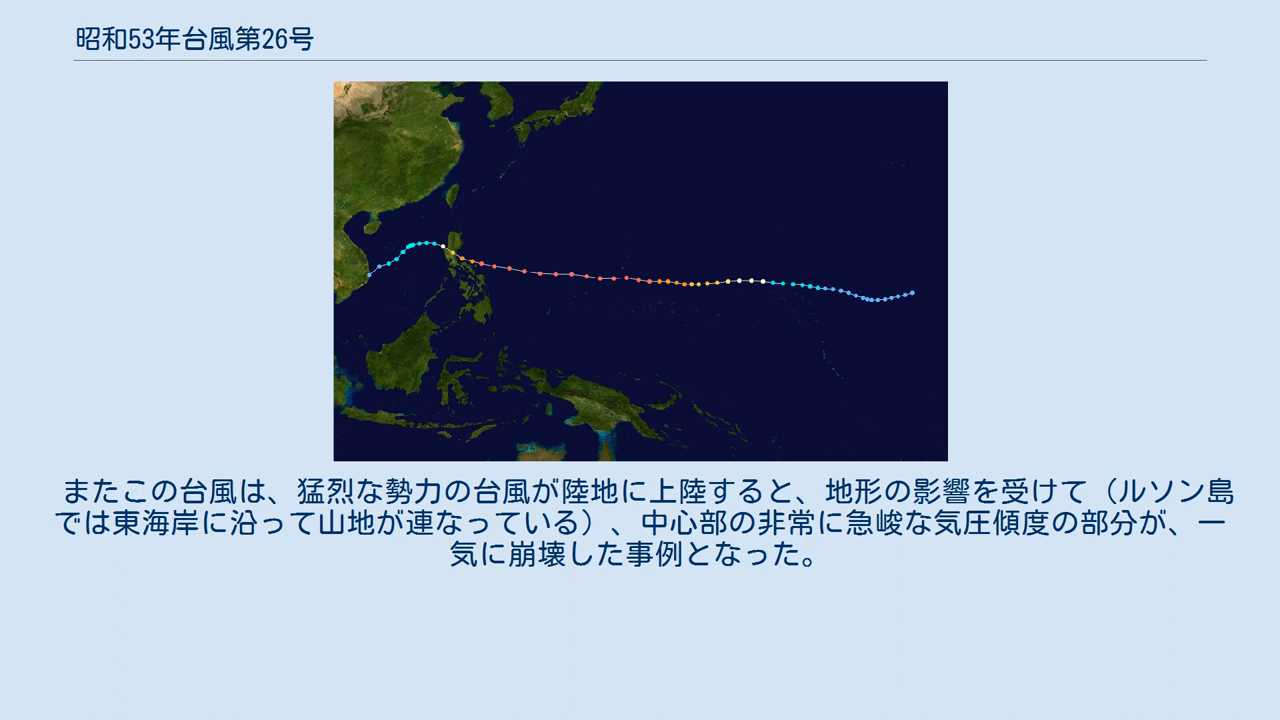 昭和53年台風第26号
またこの台風は、猛烈な勢力の台風が陸地に上陸すると、地形の影響を受けて（ルソン島
では東海岸に沿って山地が連なっている）、中心部の非常に急峻な気圧傾度の部分が、一
気に崩壊した事例となった。